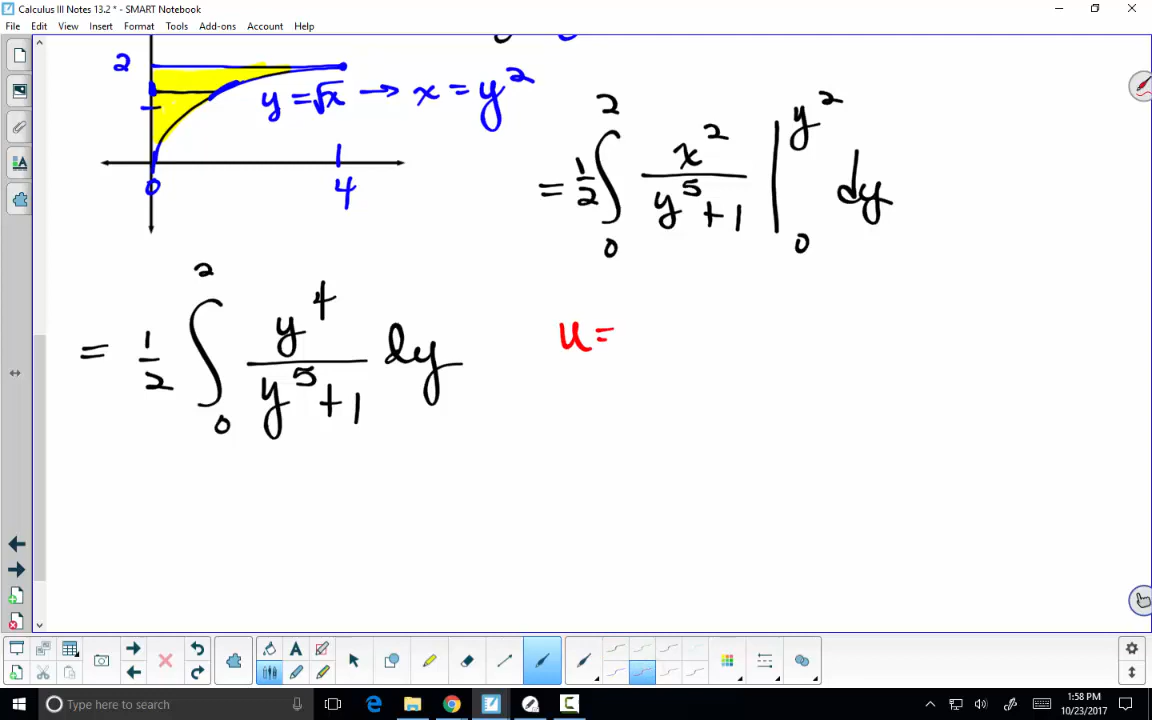 Calculus III Notes 13.2 * - SMART Notebook
File Edit View Insert Format Tools Add-ons Account Help
2
y = √x → x = y²
0 4
= 1/2 ∫₀² x²/(y⁵+1) |₀^y² dy
= 1/2 ∫₀² y⁴/(y⁵+1) dy
u =
A
Type here to search
1:58 PM
10/23/2017